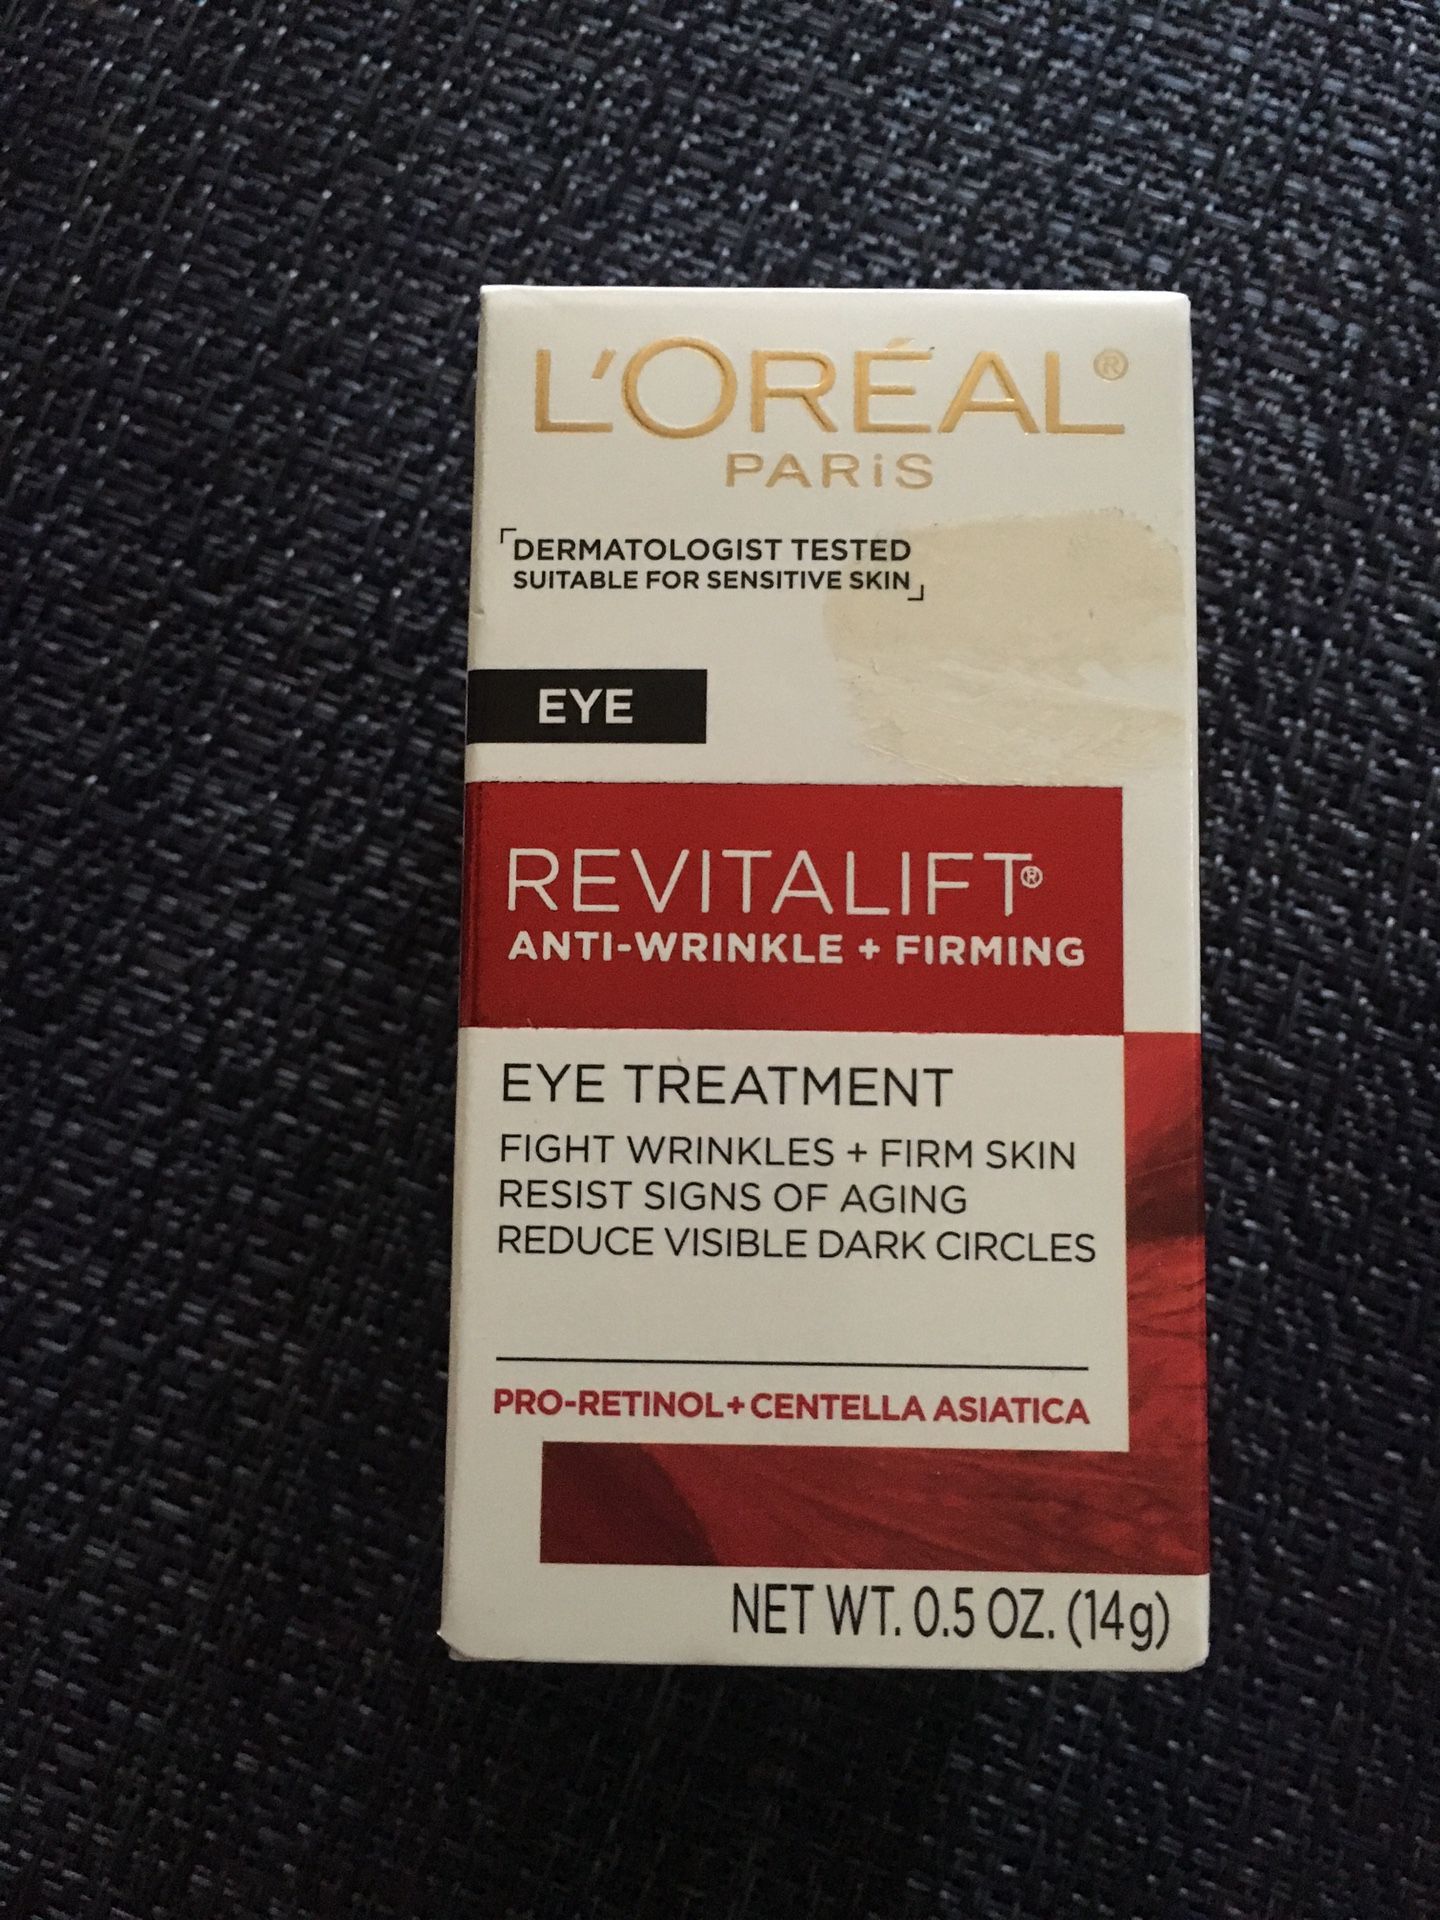 L'ORÉAL®
PARiS
DERMATOLOGIST TESTED
SUITABLE FOR SENSITIVE SKIN
EYE
REVITALIFT®
ANTI-WRINKLE + FIRMING
EYE TREATMENT
FIGHT WRINKLES + FIRM SKIN
RESIST SIGNS OF AGING
REDUCE VISIBLE DARK CIRCLES
PRO-RETINOL + CENTELLA ASIATICA
NET WT. 0.5 OZ. (14g)